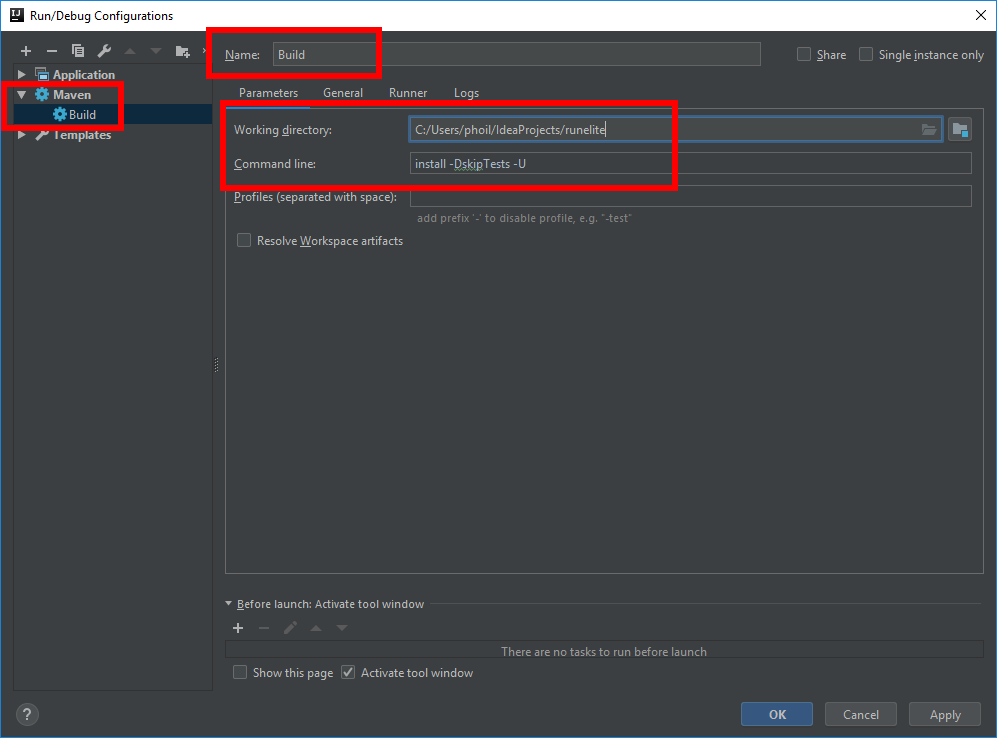 Run/Debug Configurations
Name: Build
Share
Single instance only
Application
Maven
Build
Templates
Parameters General Runner Logs
Working directory: C:/Users/phoil/IdeaProjects/runelite
Command line: install -DskipTests -U
Profiles (separated with space):
add prefix '-' to disable profile, e.g. "-test"
Resolve Workspace artifacts
Before launch: Activate tool window
There are no tasks to run before launch
Show this page Activate tool window
? OK Cancel Apply